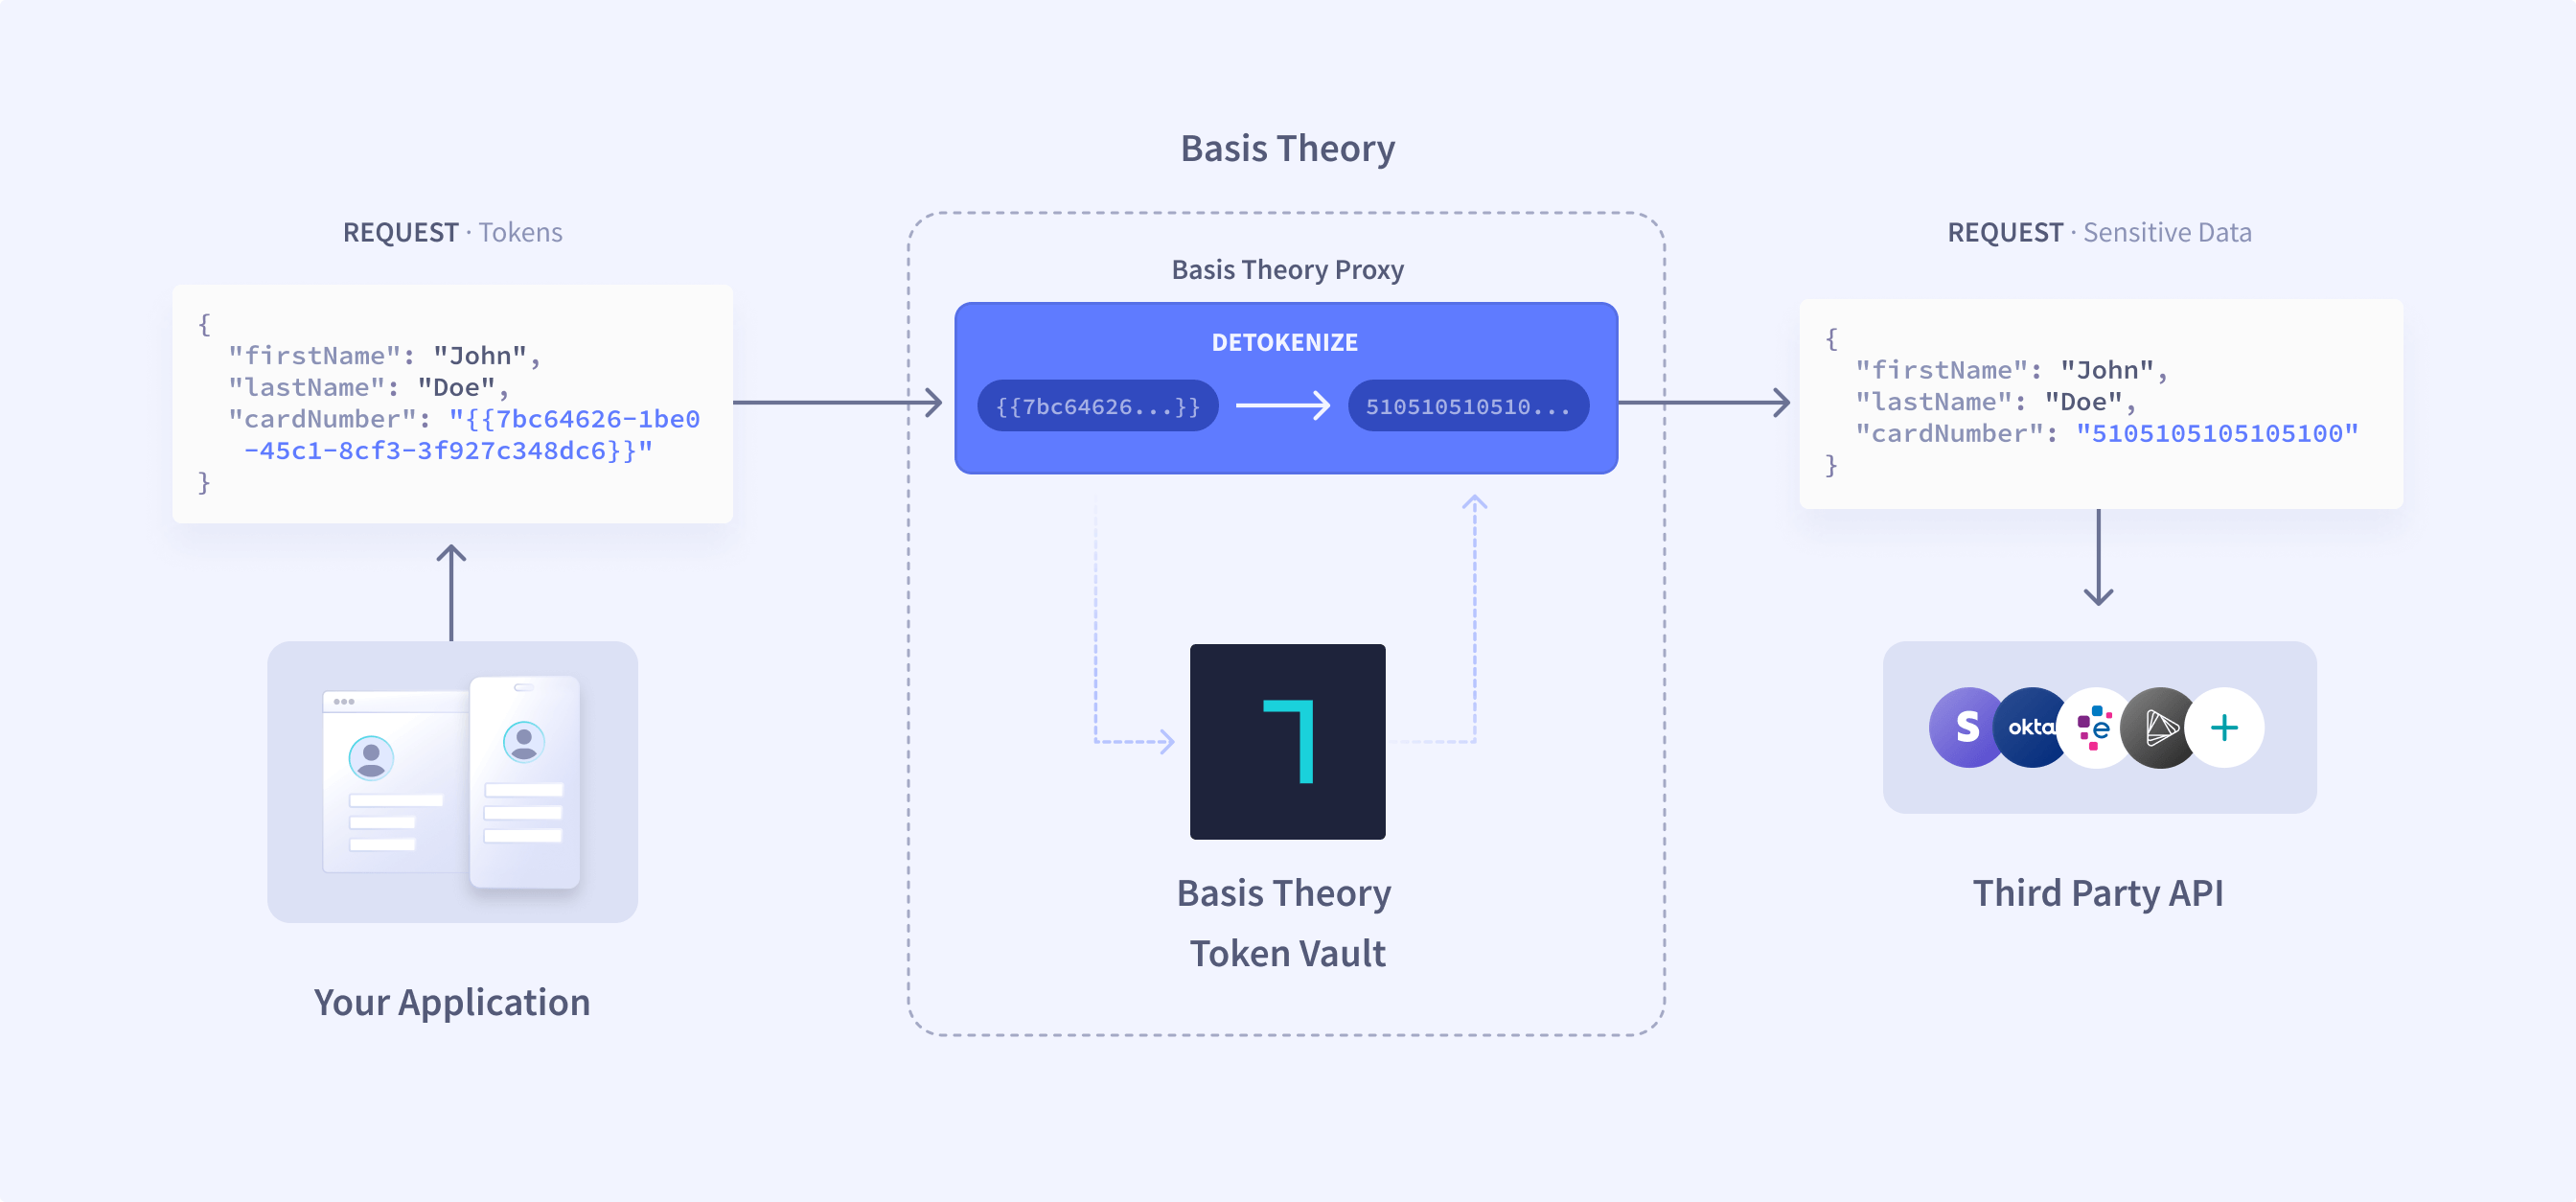 Basis Theory
REQUEST · Tokens
{
"firstName": "John",
"lastName": "Doe",
"cardNumber": "{{7bc64626-1be0
-45c1-8cf3-3f927c348dc6}}"
}
Your Application
Basis Theory Proxy
DETOKENIZE
{{7bc64626...}}
510510510510...
Basis Theory
Token Vault
REQUEST · Sensitive Data
{
"firstName": "John",
"lastName": "Doe",
"cardNumber": "5105105105105100"
}
S
okta
e
Third Party API